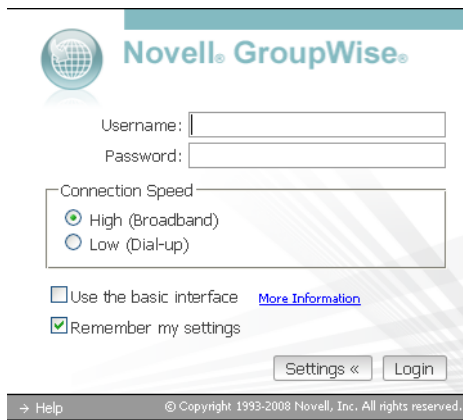 Novell® GroupWise®
Username:
Password:
Connection Speed
High (Broadband)
Low (Dial-up)
Use the basic interface More Information
Remember my settings
Settings « Login
→ Help © Copyright 1993-2008 Novell, Inc. All rights reserved.